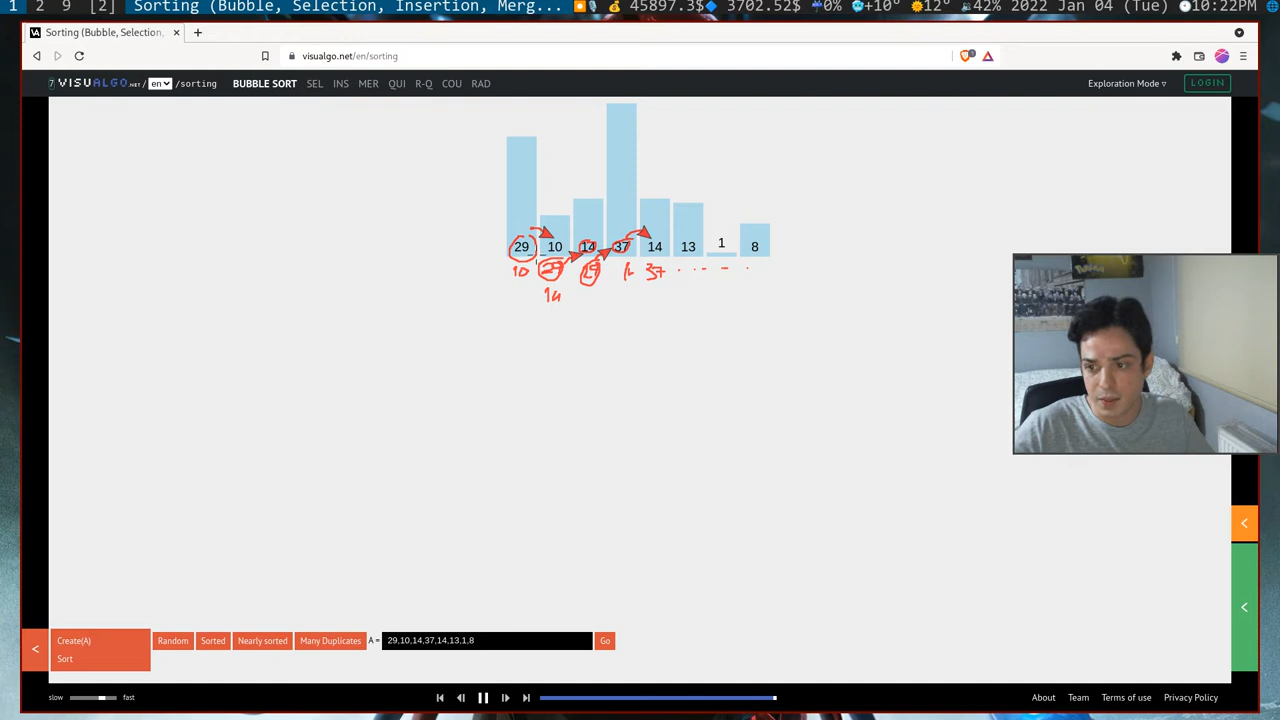 1 2 9 [2] Sorting (Bubble, Selection, Insertion, Merg... 45897.3$ 3702.52$ 0% +10° +12° 42% 2022 Jan 04 (Tue) 10:22PM
Sorting (Bubble, Selection,
visualgo.net/en/sorting
7 VISUALGO.NET/ en /sorting BUBBLE SORT SEL INS MER QUI R-Q COU RAD Exploration Mode LOGIN
29 10 14 37 14 13 1 8
10 29 29 37
14
Create(A) Random Sorted Nearly sorted Many Duplicates A = 29,10,14,37,14,13,1,8 Go
Sort
slow fast About Team Terms of use Privacy Policy